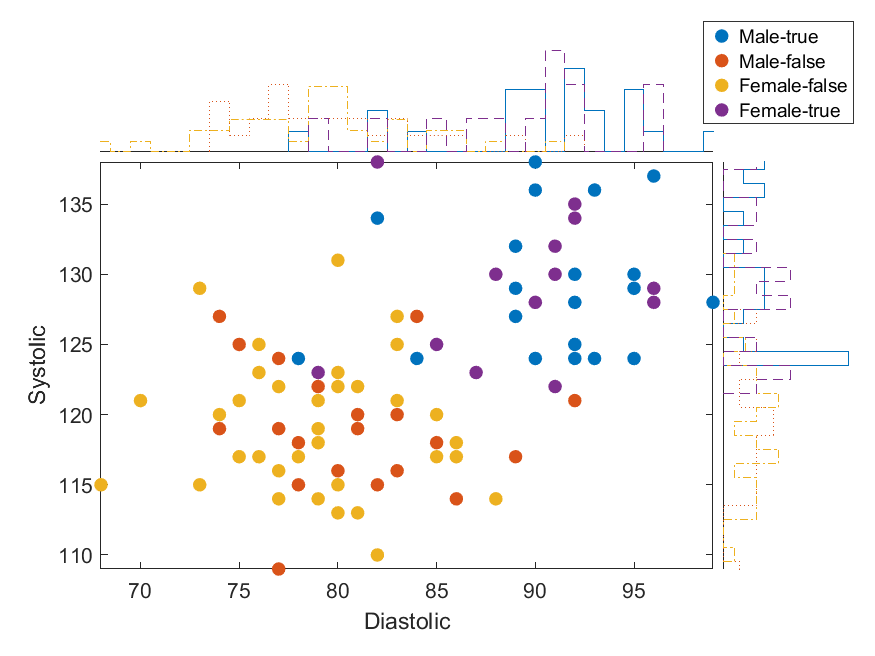 Male-true
Male-false
Female-false
Female-true
135
130
125
120
115
110
Systolic
70 75 80 85 90 95
Diastolic